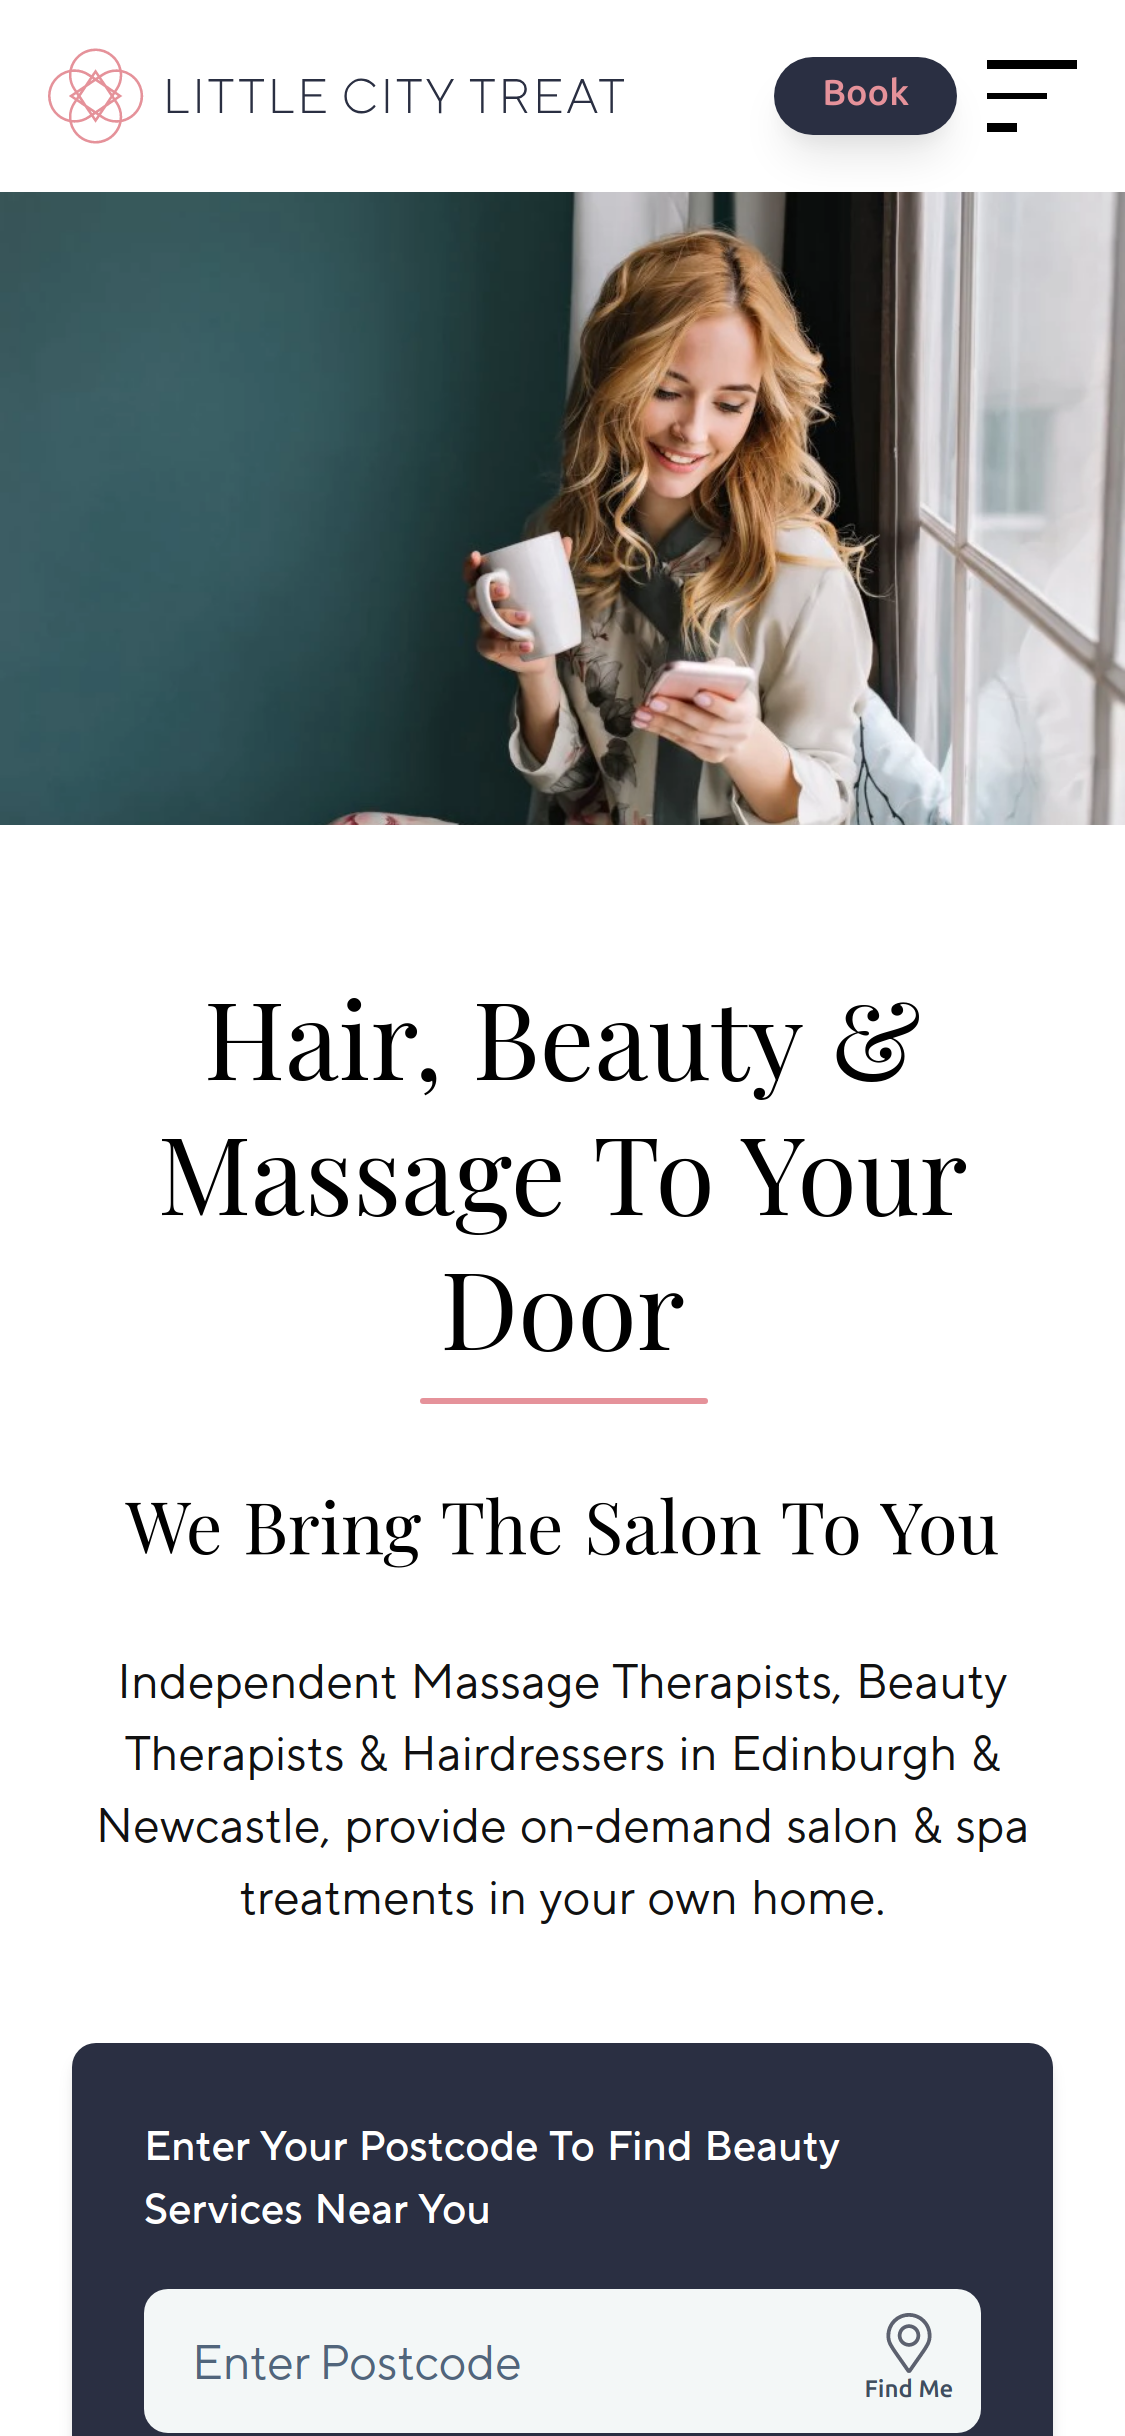 LITTLE CITY TREAT
Book
Hair, Beauty &
Massage To Your
Door
We Bring The Salon To You
Independent Massage Therapists, Beauty
Therapists & Hairdressers in Edinburgh &
Newcastle, provide on-demand salon & spa
treatments in your own home.
Enter Your Postcode To Find Beauty
Services Near You
Enter Postcode
Find Me